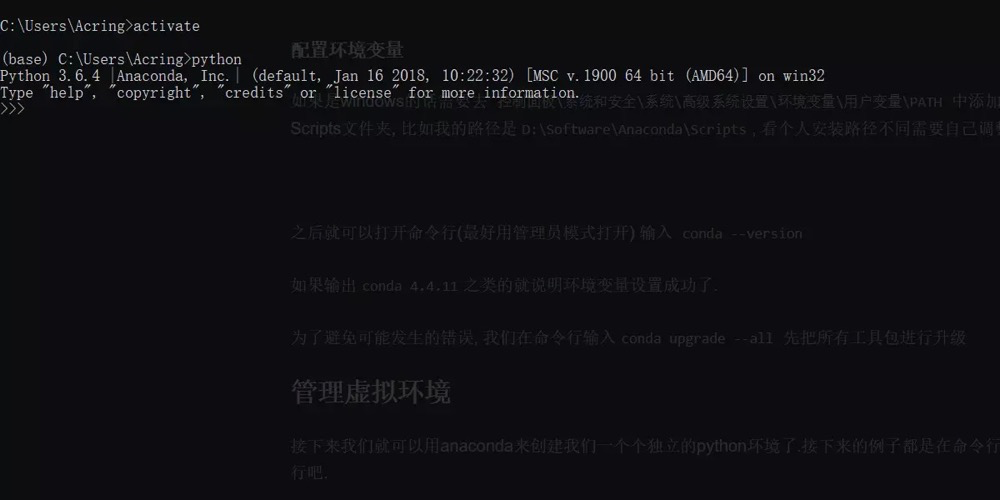 C:\Users\Acring>activate
(base) C:\Users\Acring>python
Python 3.6.4 |Anaconda, Inc.| (default, Jan 16 2018, 10:22:32) [MSC v.1900 64 bit (AMD64)] on win32
Type "help", "copyright", "credits" or "license" for more information.
>>>
配置环境变量
如果是windows的话需要去 控制面板\系统和安全\系统\高级系统设置\环境变量\用户变量\PATH 中添加
Scripts文件夹, 比如我的路径是 D:\Software\Anaconda\Scripts , 看个人安装路径不同需要自己调
之后就可以打开命令行(最好用管理员模式打开) 输入 conda --version
如果输出 conda 4.4.11 之类的就说明环境变量设置成功了.
为了避免可能发生的错误, 我们在命令行输入 conda upgrade --all 先把所有工具包进行升级
管理虚拟环境
接下来我们就可以用anaconda来创建我们一个个独立的python环境了.接下来的例子都是在命令行
行吧.